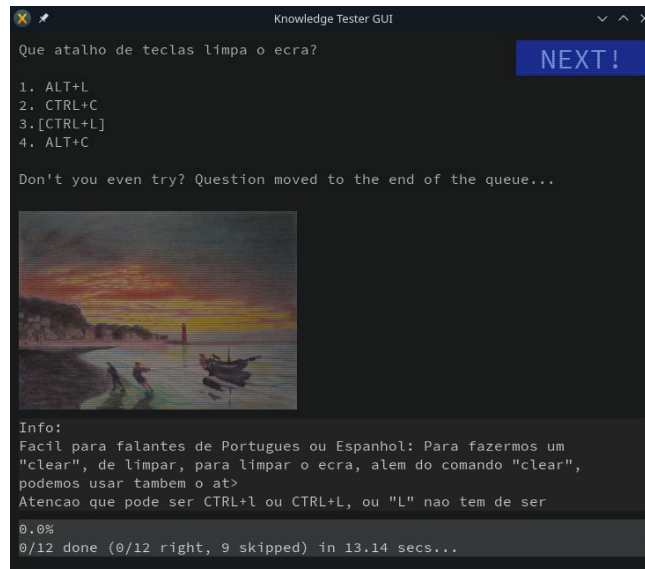 Knowledge Tester GUI
Que atalho de teclas limpa o ecra?
NEXT!
1. ALT+L
2. CTRL+C
3.[CTRL+L]
4. ALT+C
Don't you even try? Question moved to the end of the queue...
Info:
Facil para falantes de Portugues ou Espanhol: Para fazermos um
"clear", de limpar, para limpar o ecra, alem do comando "clear",
podemos usar tambem o at>
Atencao que pode ser CTRL+l ou CTRL+L, ou "L" nao tem de ser
0.0%
0/12 done (0/12 right, 9 skipped) in 13.14 secs...